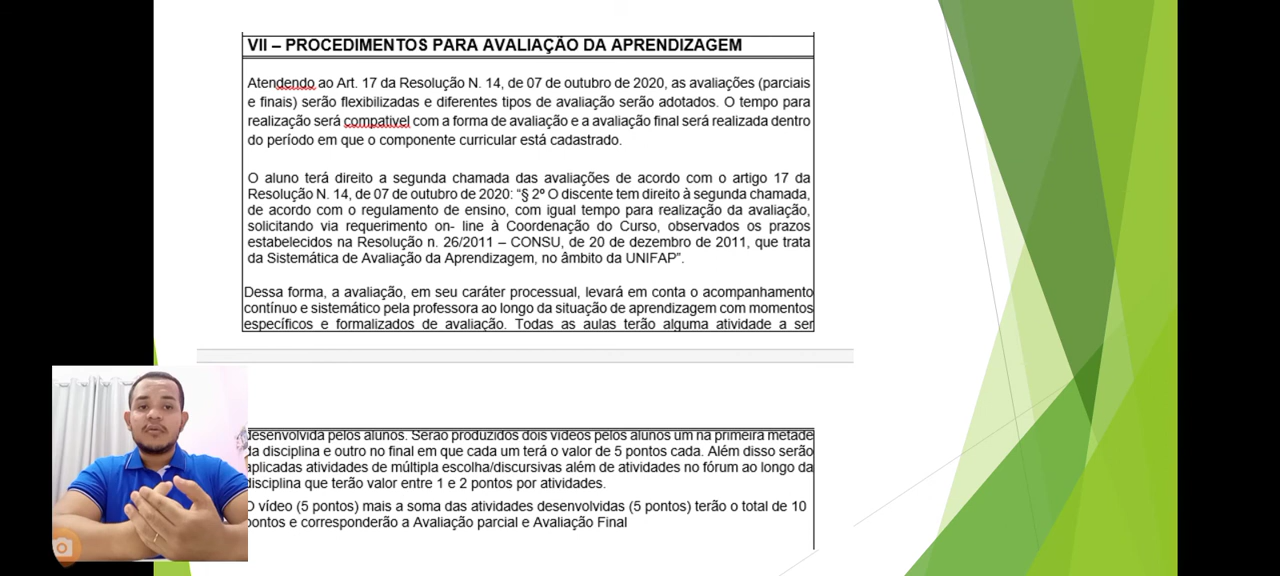 VII – PROCEDIMENTOS PARA AVALIAÇÃO DA APRENDIZAGEM
Atendendo ao Art. 17 da Resolução N. 14, de 07 de outubro de 2020, as avaliações (parciais
e finais) serão flexibilizadas e diferentes tipos de avaliação serão adotados. O tempo para
realização será compativel com a forma de avaliação e a avaliação final será realizada dentro
do período em que o componente curricular está cadastrado.
O aluno terá direito a segunda chamada das avaliações de acordo com o artigo 17 da
Resolução N. 14, de 07 de outubro de 2020: “§ 2º O discente tem direito à segunda chamada,
de acordo com o regulamento de ensino, com igual tempo para realização da avaliação,
solicitando via requerimento on- line à Coordenação do Curso, observados os prazos
estabelecidos na Resolução n. 26/2011 – CONSU, de 20 de dezembro de 2011, que trata
da Sistemática de Avaliação da Aprendizagem, no âmbito da UNIFAP”.
Dessa forma, a avaliação, em seu caráter processual, levará em conta o acompanhamento
contínuo e sistemático pela professora ao longo da situação de aprendizagem com momentos
específicos e formalizados de avaliação. Todas as aulas terão alguma atividade a ser
desenvolvida pelos alunos. Serão produzidos dois vídeos pelos alunos um na primeira metade
da disciplina e outro no final em que cada um terá o valor de 5 pontos cada. Além disso serão
aplicadas atividades de múltipla escolha/discursivas além de atividades no fórum ao longo da
disciplina que terão valor entre 1 e 2 pontos por atividades.
O vídeo (5 pontos) mais a soma das atividades desenvolvidas (5 pontos) terão o total de 10
pontos e corresponderão a Avaliação parcial e Avaliação Final